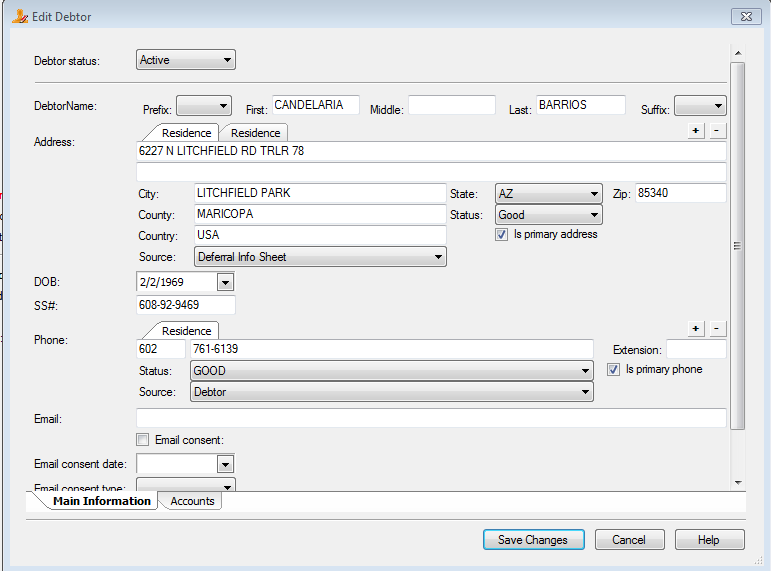 Edit Debtor
Debtor status: Active
DebtorName: Prefix: First: CANDELARIA Middle: Last: BARRIOS Suffix:
Residence Residence + -
Address: 6227 N LITCHFIELD RD TRLR 78
City: LITCHFIELD PARK State: AZ Zip: 85340
County: MARICOPA Status: Good
Country: USA Is primary address
Source: Deferral Info Sheet
DOB: 2/2/1969
SS#: 608-92-9469
Residence + -
Phone: 602 761-6139 Extension:
Status: GOOD Is primary phone
Source: Debtor
Email:
Email consent:
Email consent date:
Email consent type:
Main Information Accounts
Save Changes Cancel Help